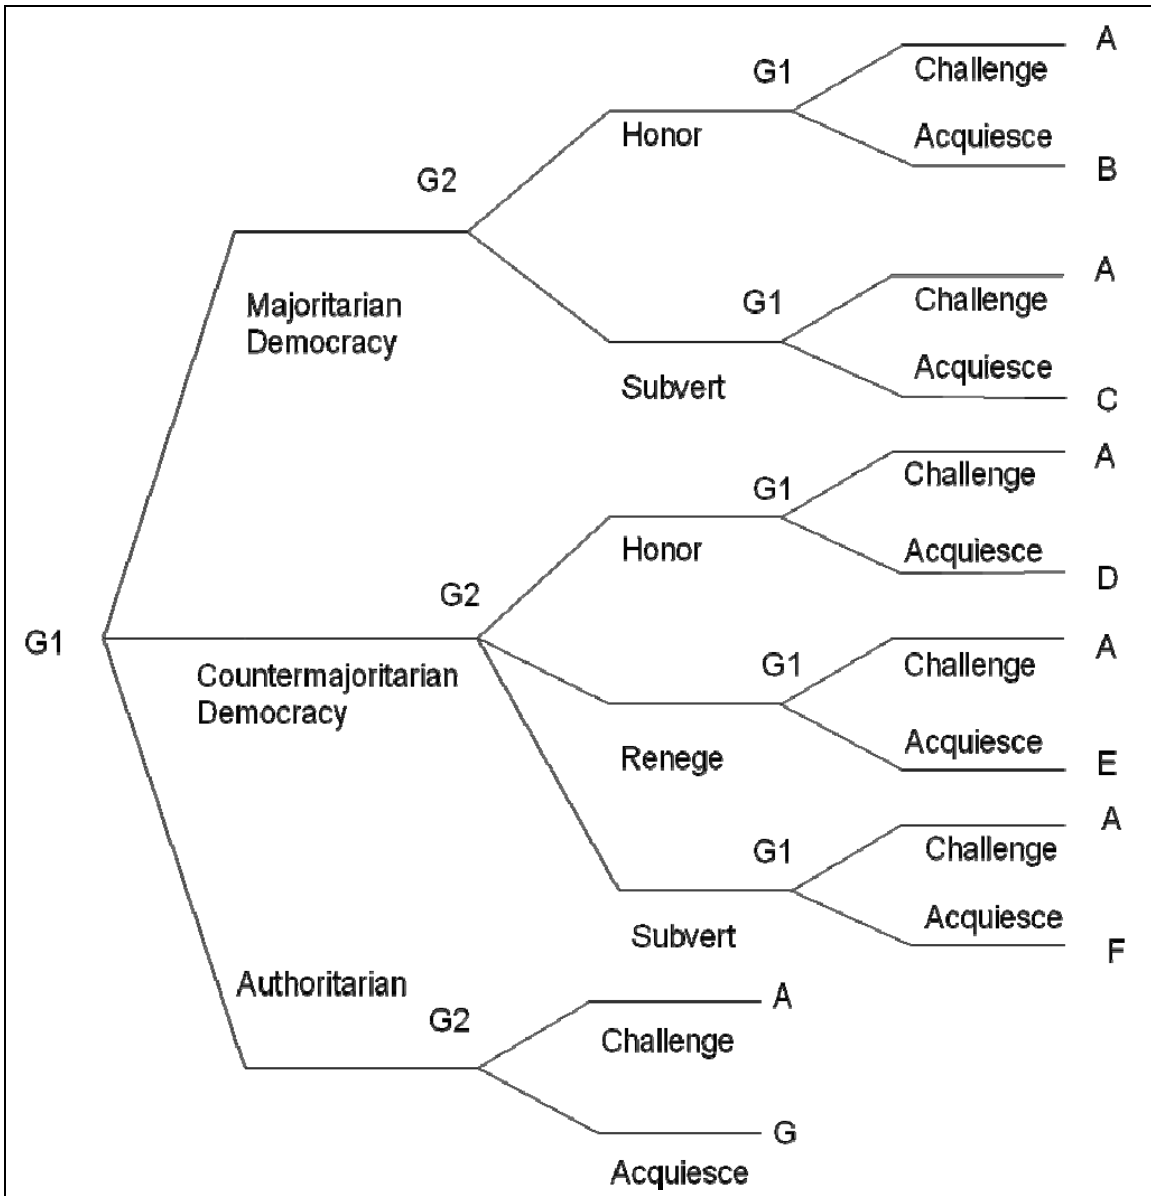 A
G1
Challenge
Acquiesce
Honor
B
G2
A
Majoritarian
Democracy
G1
Challenge
Acquiesce
Subvert
C
A
Challenge
G1
Honor
Acquiesce
D
G2
G1
A
G1
Challenge
Countermajoritarian
Democracy
Acquiesce
Renege
E
A
G1
Challenge
Acquiesce
Subvert
F
Authoritarian
A
G2
Challenge
G
Acquiesce